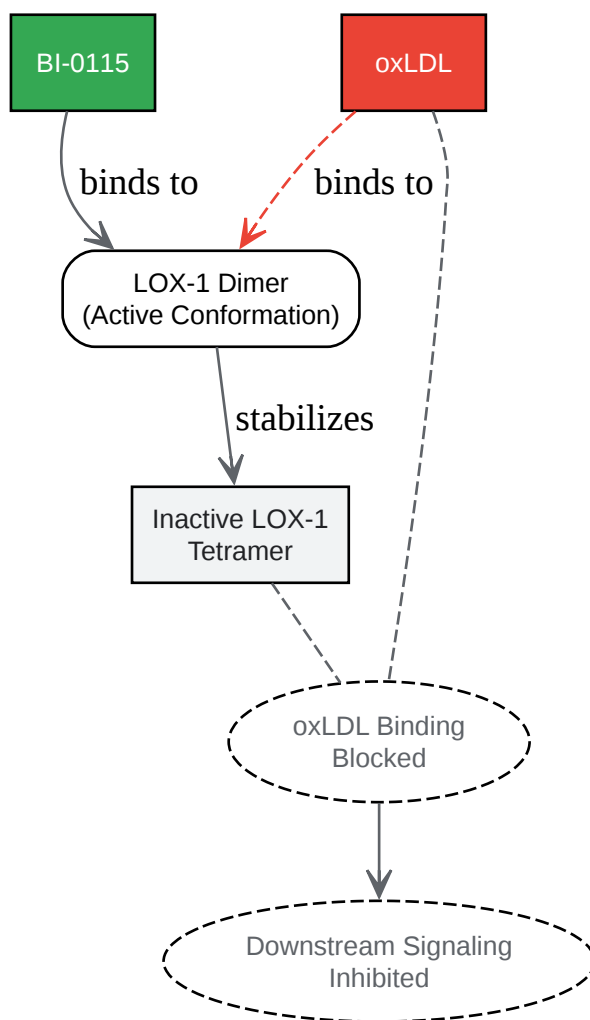 BI-0115
oxLDL
binds to
binds to
LOX-1 Dimer
(Active Conformation)
stabilizes
Inactive LOX-1
Tetramer
oxLDL Binding
Blocked
Downstream Signaling
Inhibited